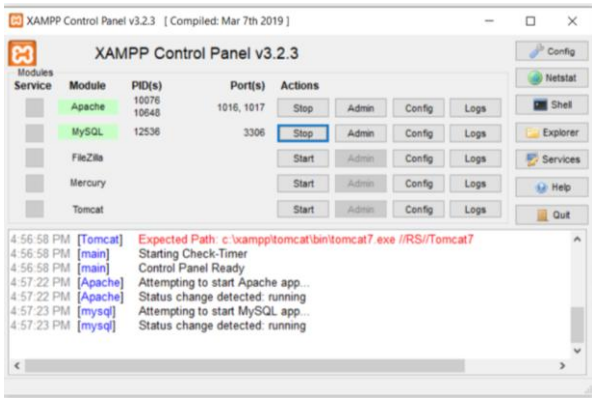 XAMPP Control Panel v3.2.3 [ Compiled: Mar 7th 2019 ]
XAMPP Control Panel v3.2.3
Config
Modules
Service Module PID(s) Port(s) Actions
Netstat
Apache 10076 10648 1016, 1017 Stop Admin Config Logs
Shell
MySQL 12536 3306 Stop Admin Config Logs
Explorer
FileZilla Start Admin Config Logs
Services
Mercury Start Admin Config Logs
Help
Tomcat Start Admin Config Logs
Quit
4:56:58 PM [Tomcat] Expected Path: c:\xampp\tomcat\bin\tomcat7.exe //RS//Tomcat7
4:56:58 PM [main] Starting Check-Timer
4:56:58 PM [main] Control Panel Ready
4:57:22 PM [Apache] Attempting to start Apache app...
4:57:22 PM [Apache] Status change detected: running
4:57:23 PM [mysql] Attempting to start MySQL app...
4:57:23 PM [mysql] Status change detected: running